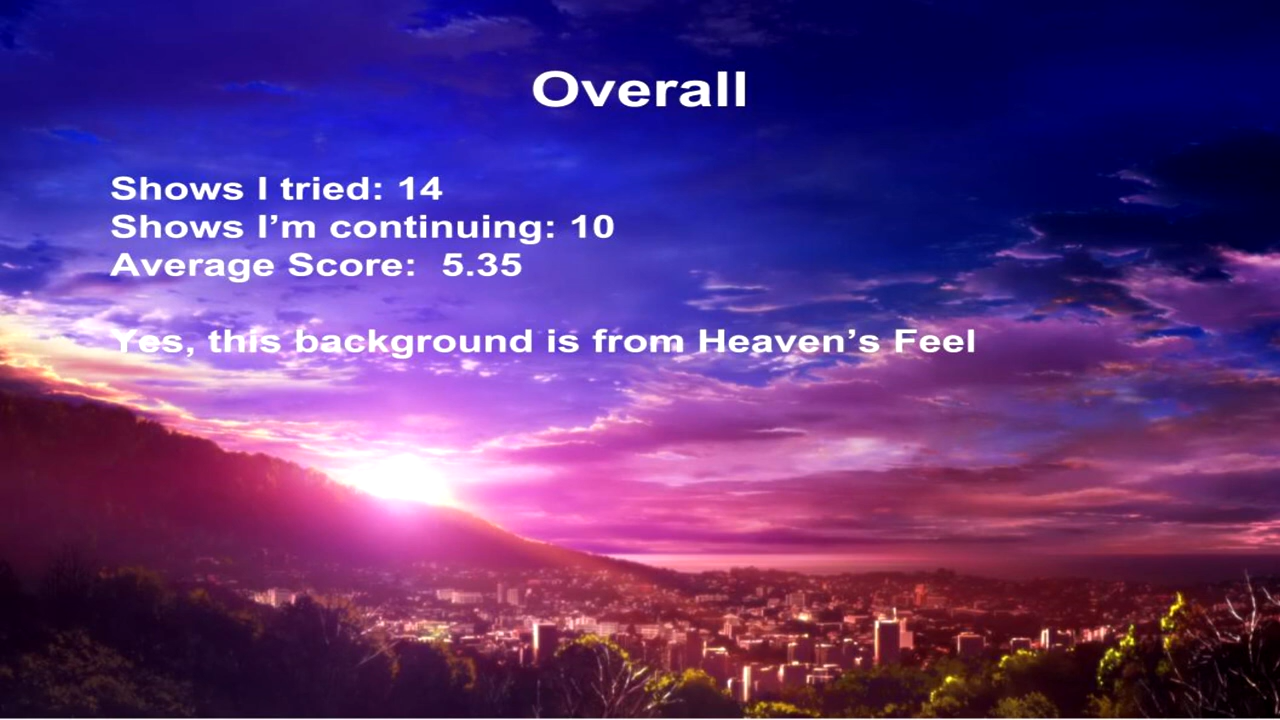 Overall
Shows I tried: 14
Shows I’m continuing: 10
Average Score:  5.35
Yes, this background is from Heaven’s Feel